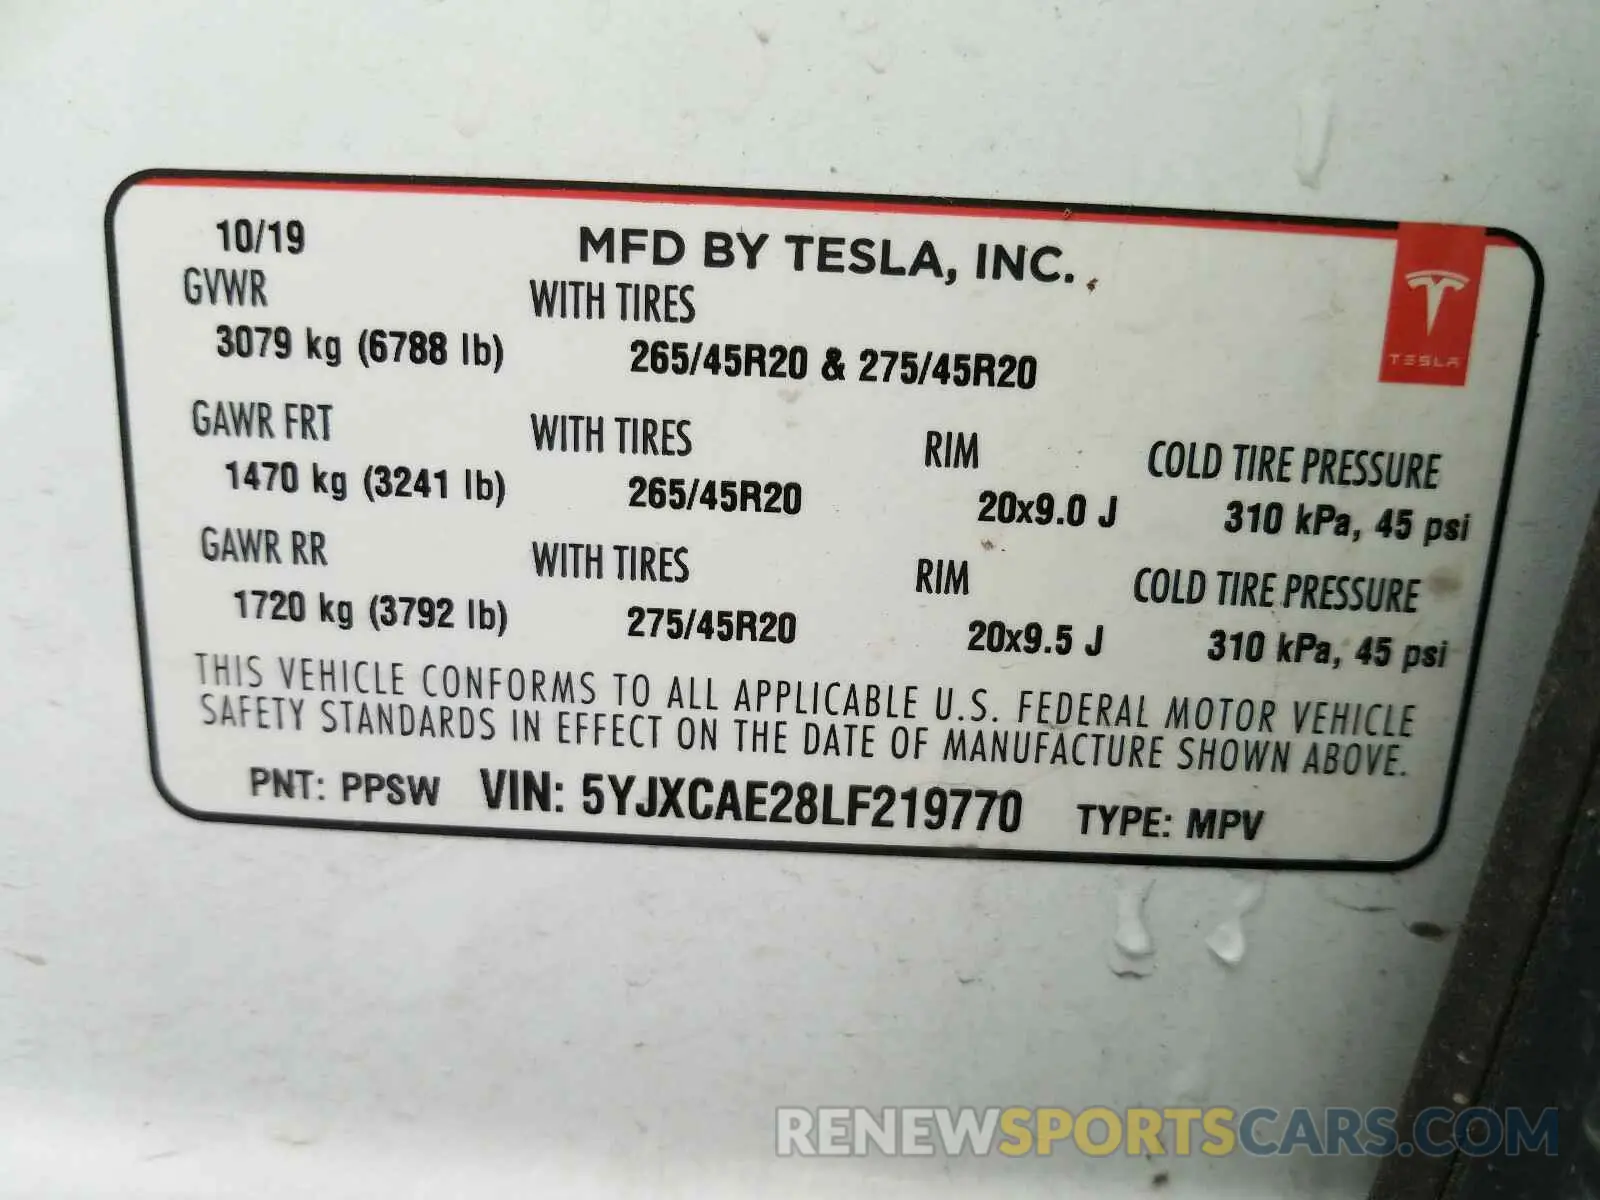 10/19 MFD BY TESLA, INC.
GVWR WITH TIRES
3079 kg (6788 lb) 265/45R20 & 275/45R20
TESLA
GAWR FRT WITH TIRES RIM COLD TIRE PRESSURE
1470 kg (3241 lb) 265/45R20 20x9.0 J 310 kPa, 45 psi
GAWR RR WITH TIRES RIM COLD TIRE PRESSURE
1720 kg (3792 lb) 275/45R20 20x9.5 J 310 kPa, 45 psi
THIS VEHICLE CONFORMS TO ALL APPLICABLE U.S. FEDERAL MOTOR VEHICLE
SAFETY STANDARDS IN EFFECT ON THE DATE OF MANUFACTURE SHOWN ABOVE.
PNT: PPSW VIN: 5YJXCAE28LF219770 TYPE: MPV
RENEWSPORTSCARS.COM